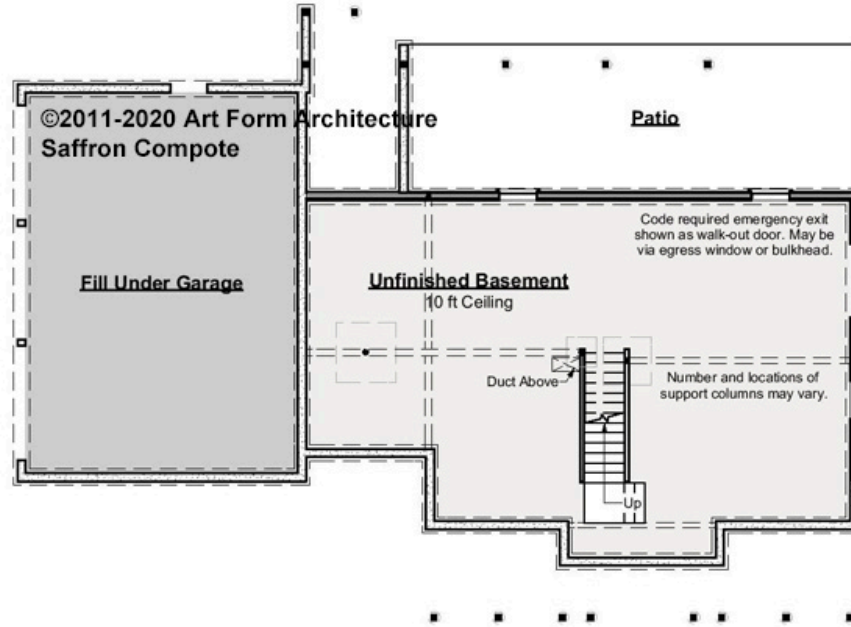 ©2011-2020 Art Form Architecture
Saffron Compote
Patio
Code required emergency exit
shown as walk-out door. May be
via egress window or bulkhead.
Fill Under Garage
Unfinished Basement
10 ft Ceiling
Duct Above
Number and locations of
support columns may vary.
Up